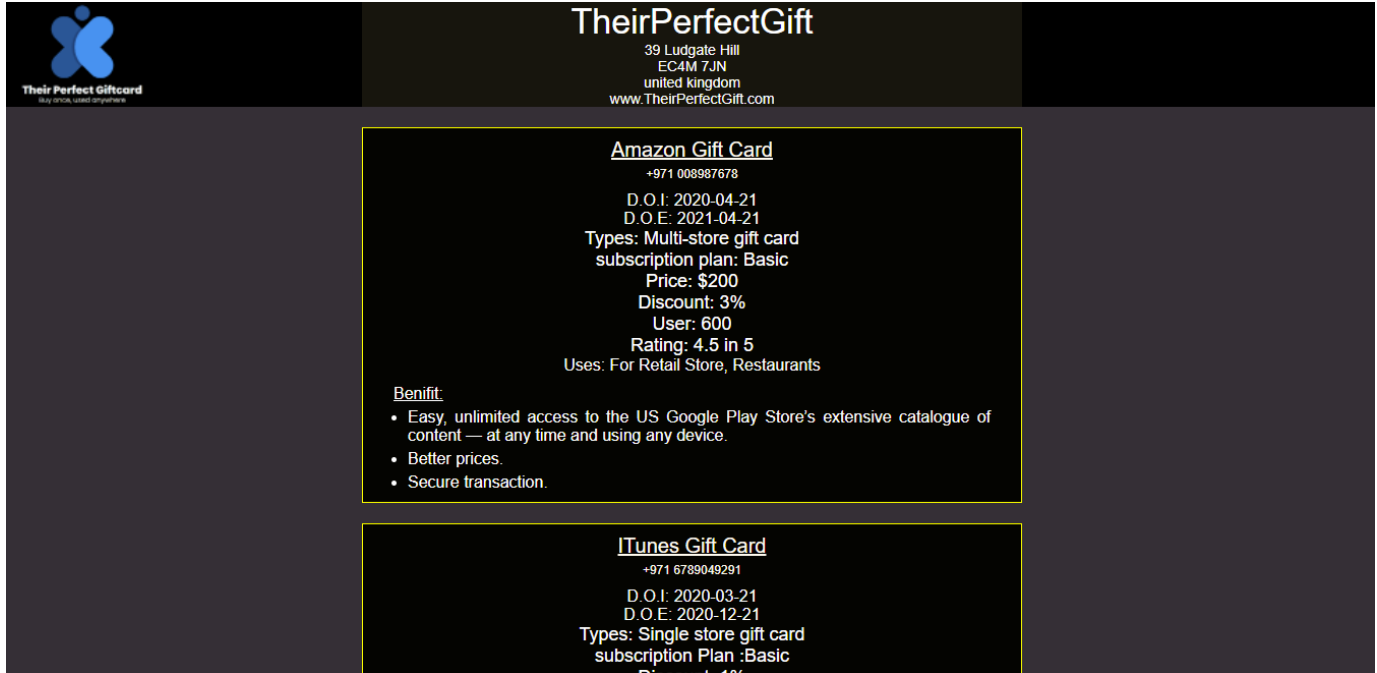 Their Perfect Giftcard
Buy once, used anywhere
TheirPerfectGift
39 Ludgate Hill
EC4M 7JN
united kingdom
www.TheirPerfectGift.com
Amazon Gift Card
+971 008987678
D.O.I: 2020-04-21
D.O.E: 2021-04-21
Types: Multi-store gift card
subscription plan: Basic
Price: $200
Discount: 3%
User: 600
Rating: 4.5 in 5
Uses: For Retail Store, Restaurants
Benifit:
• Easy, unlimited access to the US Google Play Store's extensive catalogue of
content — at any time and using any device.
• Better prices.
• Secure transaction.
ITunes Gift Card
+971 6789049291
D.O.I: 2020-03-21
D.O.E: 2020-12-21
Types: Single store gift card
subscription Plan :Basic
Discount: 1%